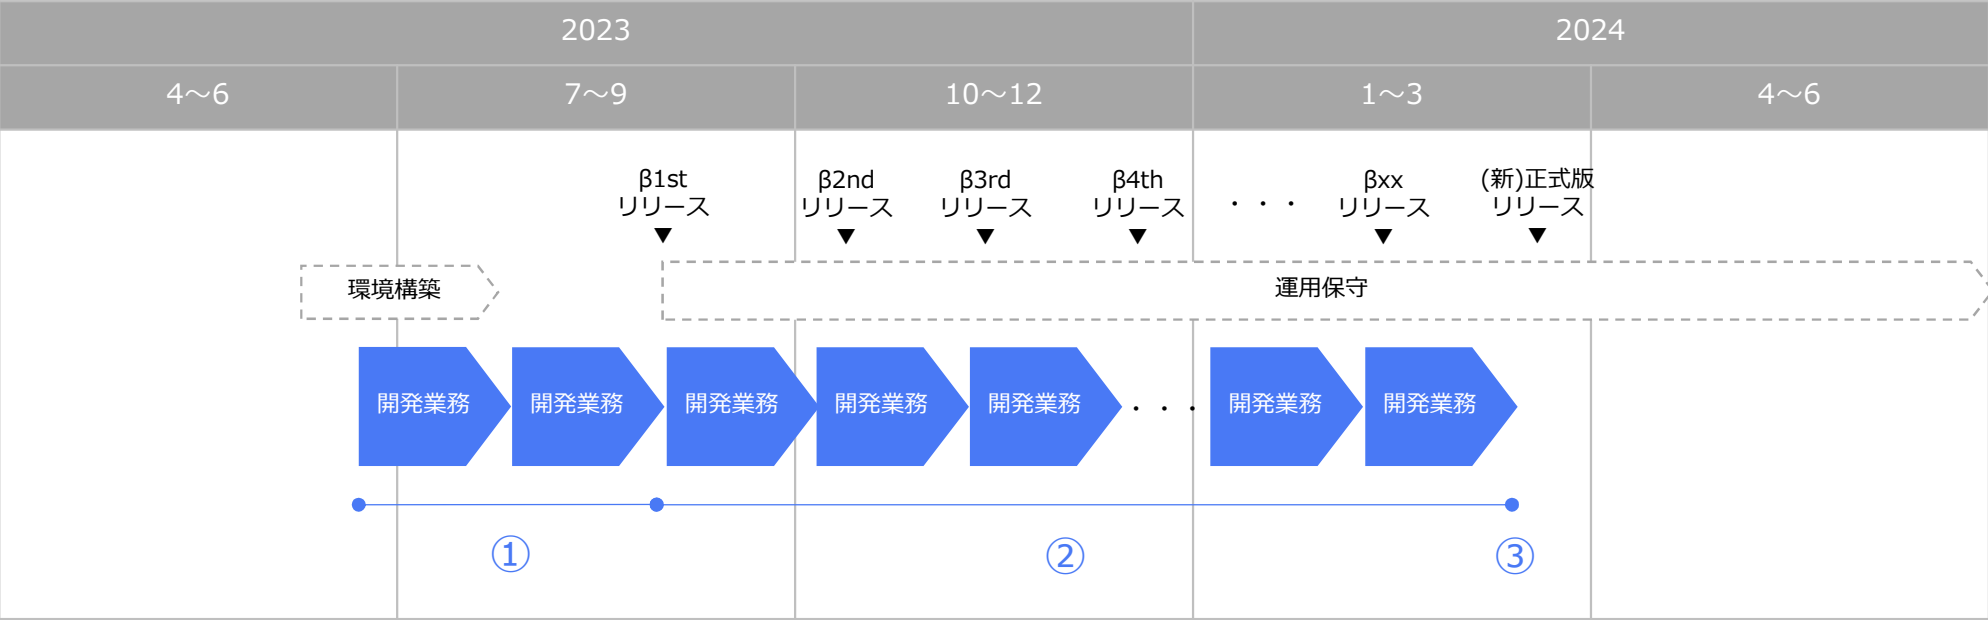 2023
2024
4～6
7～9
10～12
1～3
4～6
β1st
リリース
β2nd
リリース
β3rd
リリース
β4th
リリース
・・・
βxx
リリース
(新)正式版
リリース
環境構築
運用保守
開発業務
開発業務
開発業務
開発業務
開発業務
・・・
開発業務
開発業務
①
②
③